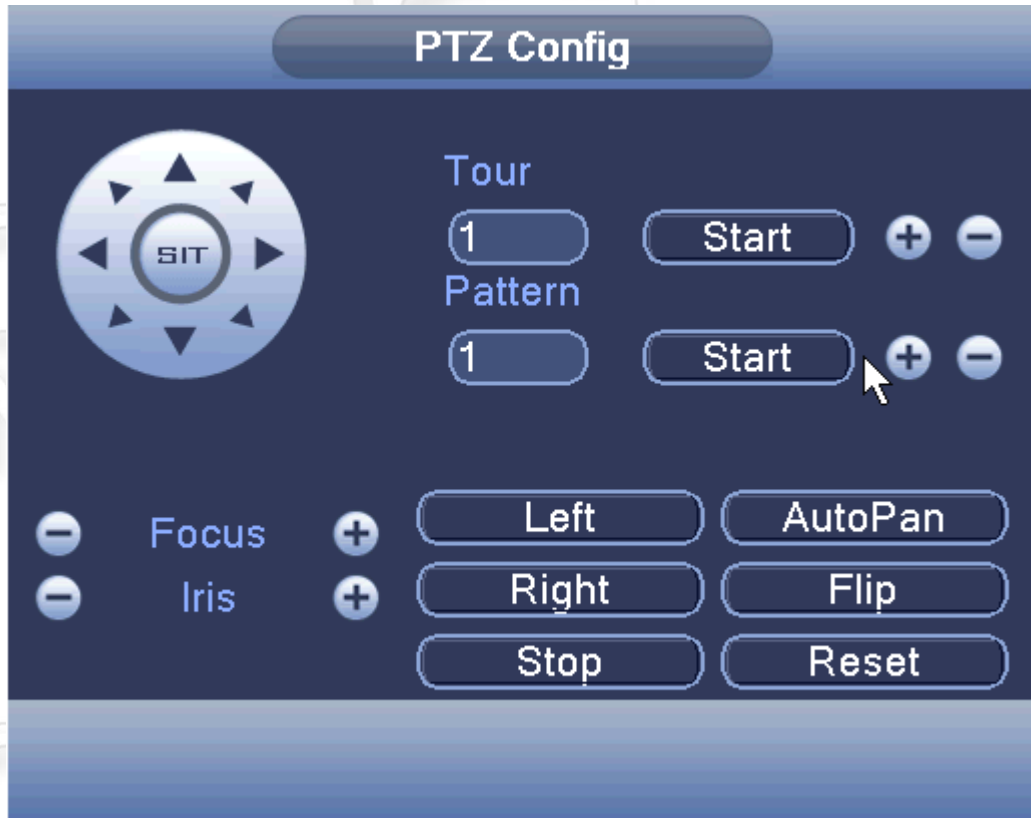 PTZ Config
SIT
Tour
1 Start
Pattern
1 Start
Focus
Iris
Left AutoPan
Right Flip
Stop Reset